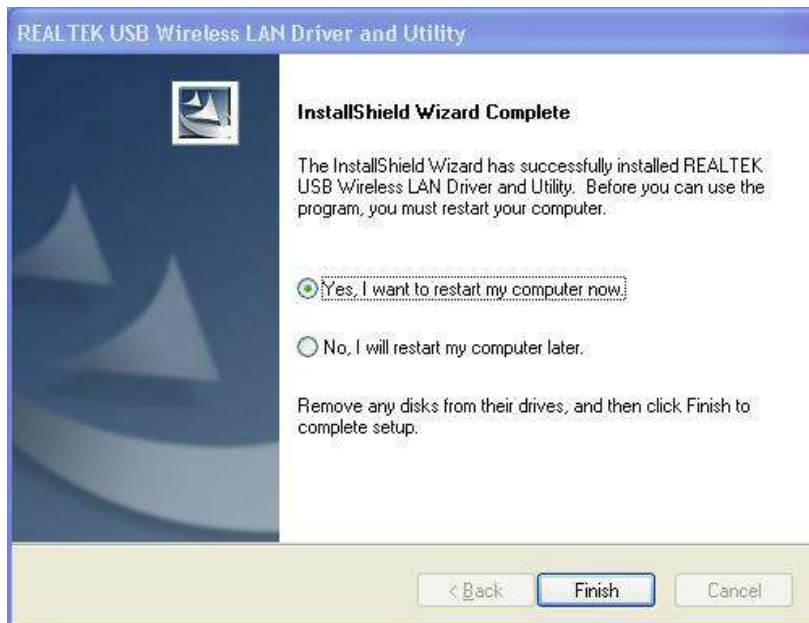 REALTEK USB Wireless LAN Driver and Utility
InstallShield Wizard Complete
The InstallShield Wizard has successfully installed REALTEK
USB Wireless LAN Driver and Utility.  Before you can use the
program, you must restart your computer.
Yes, I want to restart my computer now.
No, I will restart my computer later.
Remove any disks from their drives, and then click Finish to
complete setup.
< Back Finish Cancel